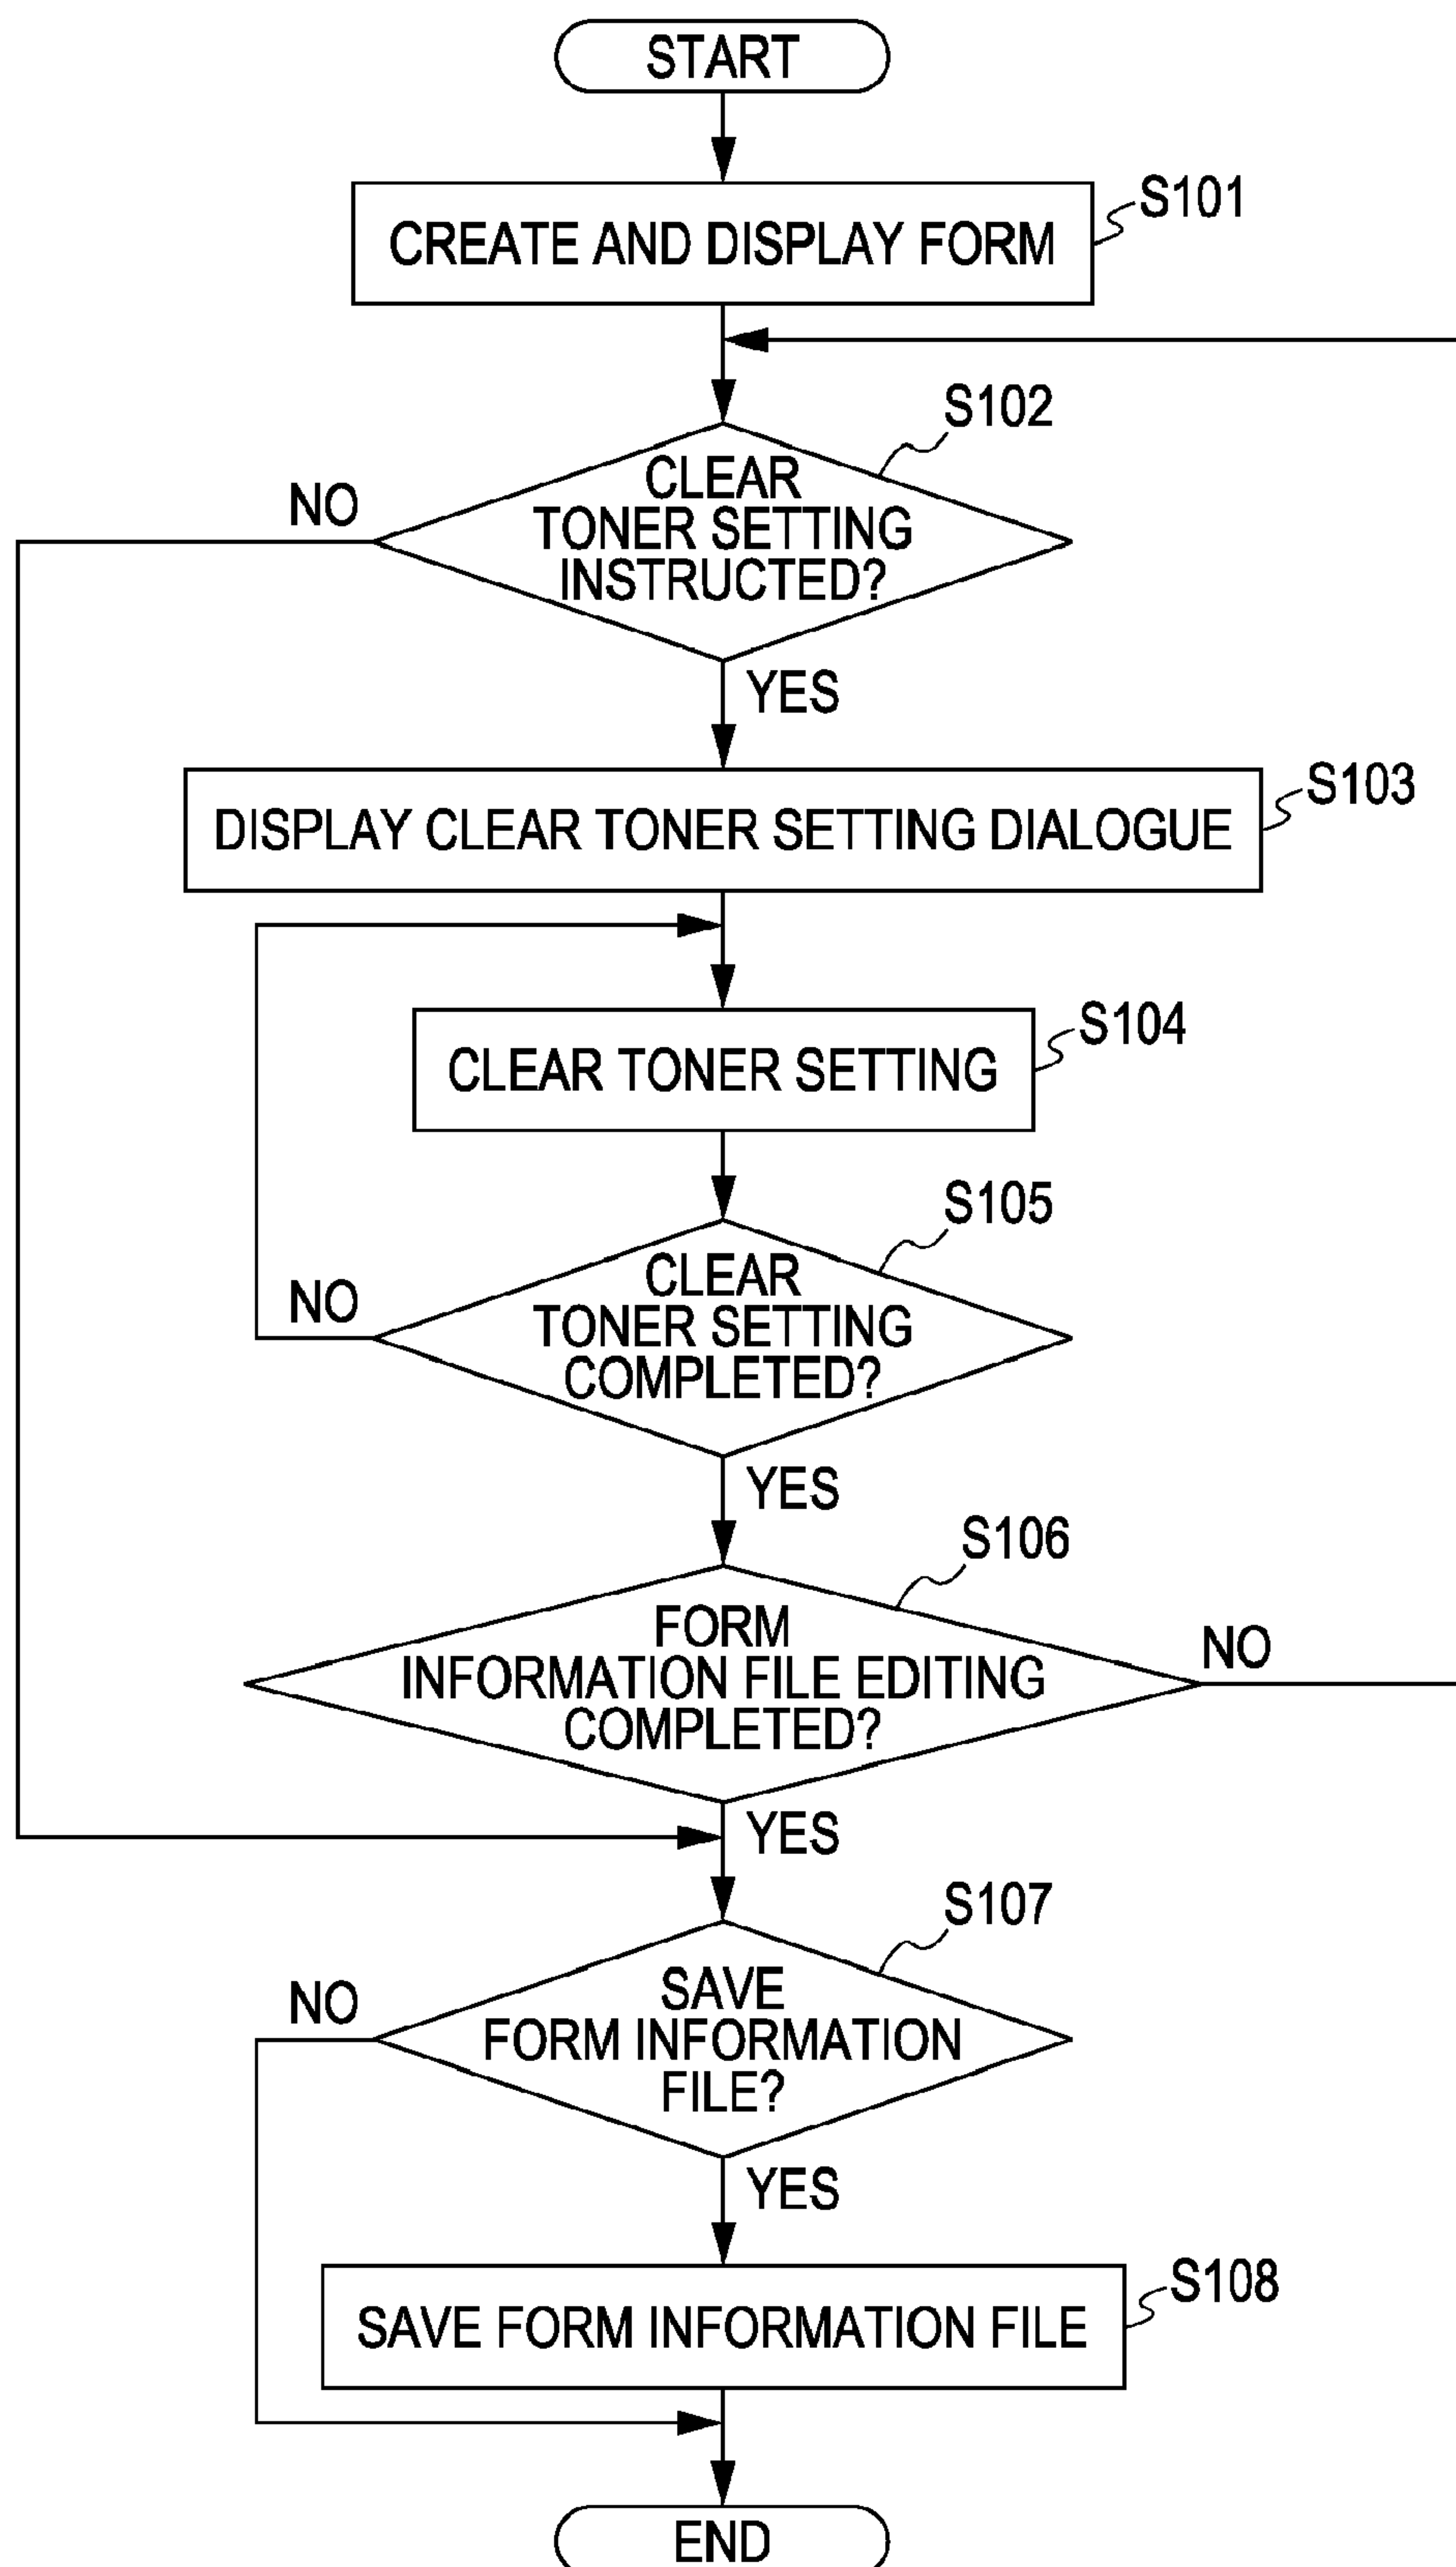 START
S101
CREATE AND DISPLAY FORM
S102
NO
CLEAR
TONER SETTING
INSTRUCTED?
YES
S103
DISPLAY CLEAR TONER SETTING DIALOGUE
S104
CLEAR TONER SETTING
S105
NO
CLEAR
TONER SETTING
COMPLETED?
YES
S106
FORM
INFORMATION FILE EDITING
COMPLETED?
NO
YES
S107
NO
SAVE
FORM INFORMATION
FILE?
YES
S108
SAVE FORM INFORMATION FILE
END